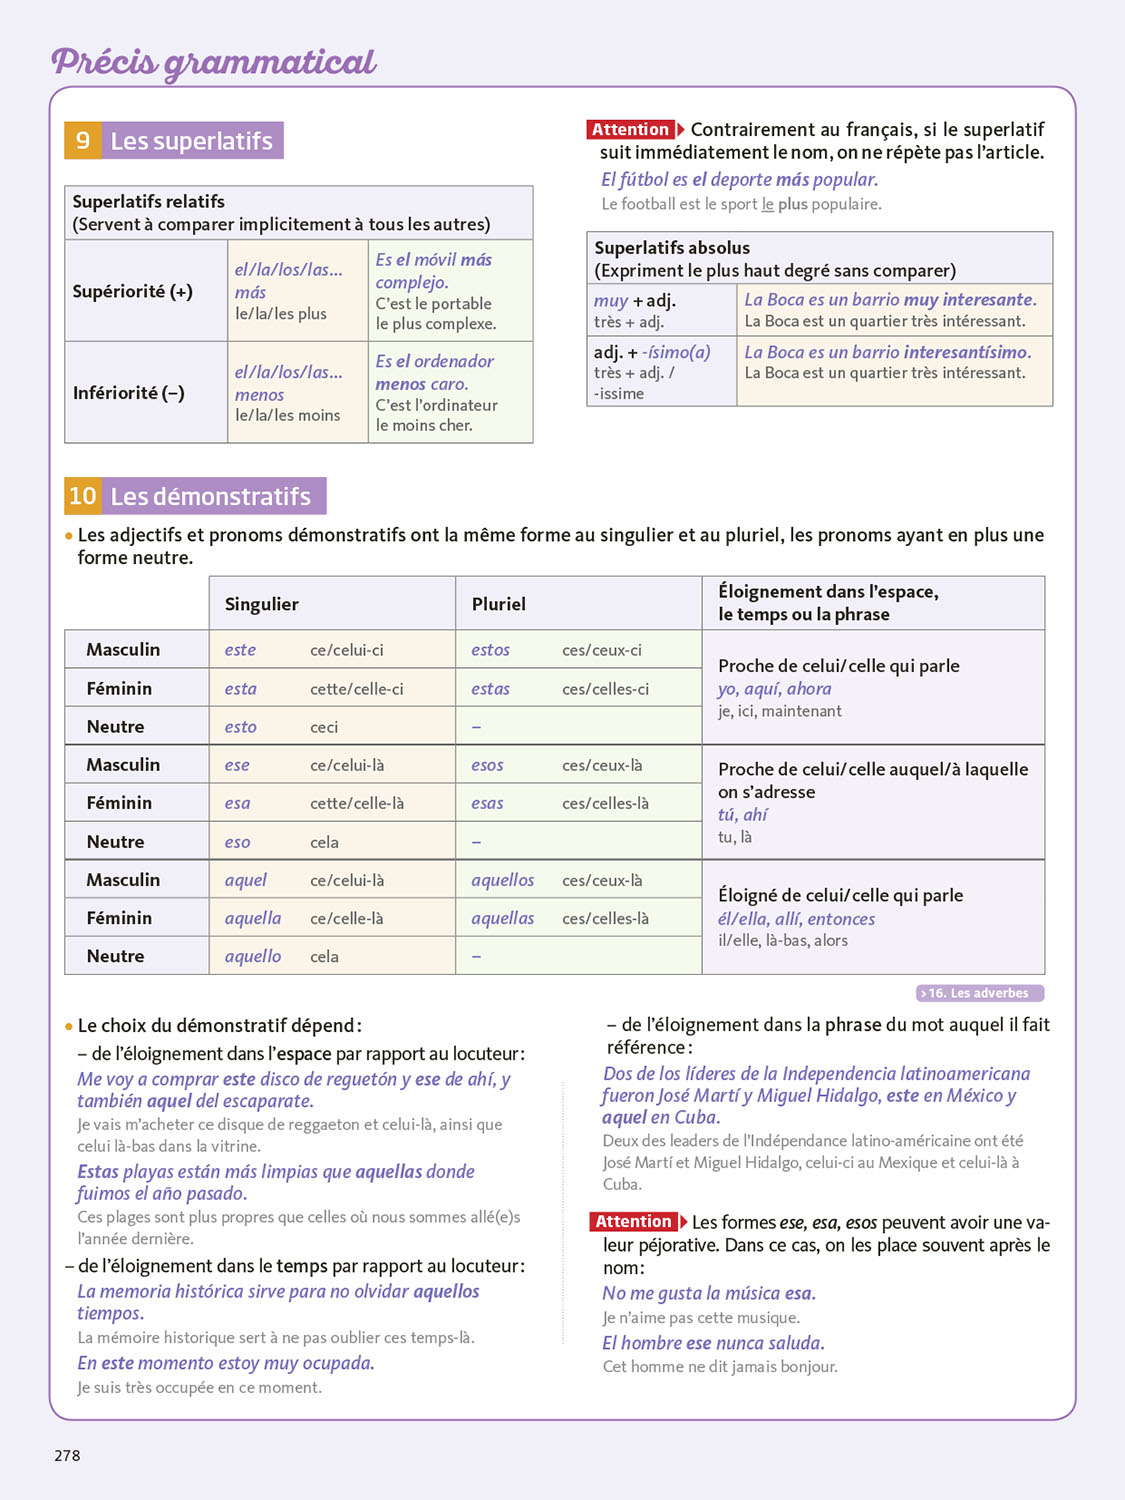 Précis grammatical
9 Les superlatifs
Superlatifs relatifs
(Servent à comparer implicitement à tous les autres)
Supériorité (+)
el/la/los/las...
más
le/la/les plus
Es el móvil más
complejo.
C'est le portable
le plus complexe.
Infériorité (–)
el/la/los/las...
menos
le/la/les moins
Es el ordenador
menos caro.
C'est l'ordinateur
le moins cher.
Attention Contrairement au français, si le superlatif
suit immédiatement le nom, on ne répète pas l'article.
El fútbol es el deporte más popular.
Le football est le sport le plus populaire.
Superlatifs absolus
(Expriment le plus haut degré sans comparer)
muy + adj.
très + adj.
La Boca es un barrio muy interesante.
La Boca est un quartier très intéressant.
adj. + -ísimo(a)
très + adj. /
-issime
La Boca es un barrio interesantísimo.
La Boca est un quartier très intéressant.
10 Les démonstratifs
• Les adjectifs et pronoms démonstratifs ont la même forme au singulier et au pluriel, les pronoms ayant en plus une
forme neutre.
Singulier Pluriel
Éloignement dans l'espace,
le temps ou la phrase
Masculin este ce/celui-ci estos ces/ceux-ci
Féminin esta cette/celle-ci estas ces/celles-ci
Neutre esto ceci –
Proche de celui/celle qui parle
yo, aquí, ahora
je, ici, maintenant
Masculin ese ce/celui-là esos ces/ceux-là
Féminin esa cette/celle-là esas ces/celles-là
Neutre eso cela –
Proche de celui/celle auquel/à laquelle
on s'adresse
tú, ahí
tu, là
Masculin aquel ce/celui-là aquellos ces/ceux-là
Féminin aquella ce/celle-là aquellas ces/celles-là
Neutre aquello cela –
Éloigné de celui/celle qui parle
él/ella, allí, entonces
il/elle, là-bas, alors
› 16. Les adverbes
• Le choix du démonstratif dépend :
– de l'éloignement dans l'espace par rapport au locuteur :
Me voy a comprar este disco de reguetón y ese de ahí, y
también aquel del escaparate.
Je vais m'acheter ce disque de reggaeton et celui-là, ainsi que
celui là-bas dans la vitrine.
Estas playas están más limpias que aquellas donde
fuimos el año pasado.
Ces plages sont plus propres que celles où nous sommes allé(e)s
l'année dernière.
– de l'éloignement dans le temps par rapport au locuteur :
La memoria histórica sirve para no olvidar aquellos
tiempos.
La mémoire historique sert à ne pas oublier ces temps-là.
En este momento estoy muy ocupada.
Je suis très occupée en ce moment.
– de l'éloignement dans la phrase du mot auquel il fait
référence :
Dos de los líderes de la Independencia latinoamericana
fueron José Martí y Miguel Hidalgo, este en México y
aquel en Cuba.
Deux des leaders de l'Indépendance latino-américaine ont été
José Martí et Miguel Hidalgo, celui-ci au Mexique et celui-là à
Cuba.
Attention Les formes ese, esa, esos peuvent avoir une va-
leur péjorative. Dans ce cas, on les place souvent après le
nom :
No me gusta la música esa.
Je n'aime pas cette musique.
El hombre ese nunca saluda.
Cet homme ne dit jamais bonjour.
278